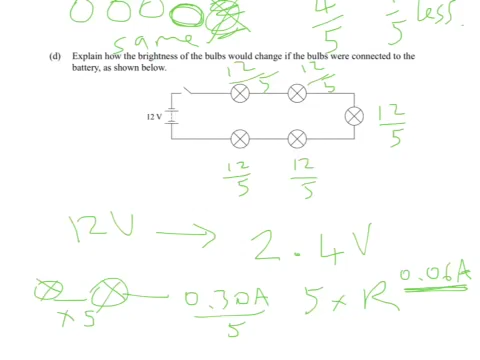 4/5 1/5 less.
same
(d) Explain how the brightness of the bulbs would change if the bulbs were connected to the
battery, as shown below.
12/5 12/5
12 V
12/5
12/5 12/5
12V → 2.4V
0.06A
x 5 0.30A/5 5 x R